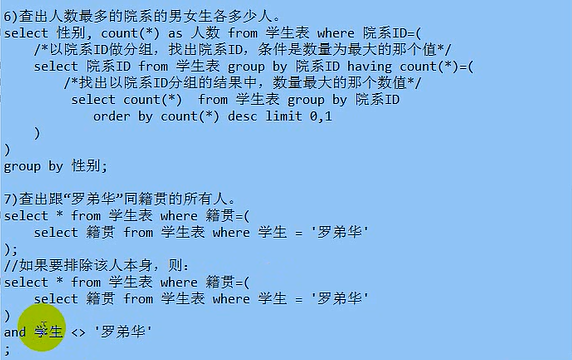 6)查出人数最多的院系的男女生各多少人。
select 性别, count(*) as 人数 from 学生表 where 院系ID=(
/*以院系ID做分组，找出院系ID，条件是数量为最大的那个值*/
select 院系ID from 学生表 group by 院系ID having count(*)=(
/*找出以院系ID分组的结果中，数量最大的那个数值*/
select count(*)  from 学生表 group by 院系ID
order by count(*) desc limit 0,1
)
)
group by 性别;
7)查出跟“罗弟华”同籍贯的所有人。
select * from 学生表 where 籍贯=(
select 籍贯 from 学生表 where 学生 = '罗弟华'
);
//如果要排除该人本身，则：
select * from 学生表 where 籍贯=(
select 籍贯 from 学生表 where 学生 = '罗弟华'
)
and 学生 <> '罗弟华'
;